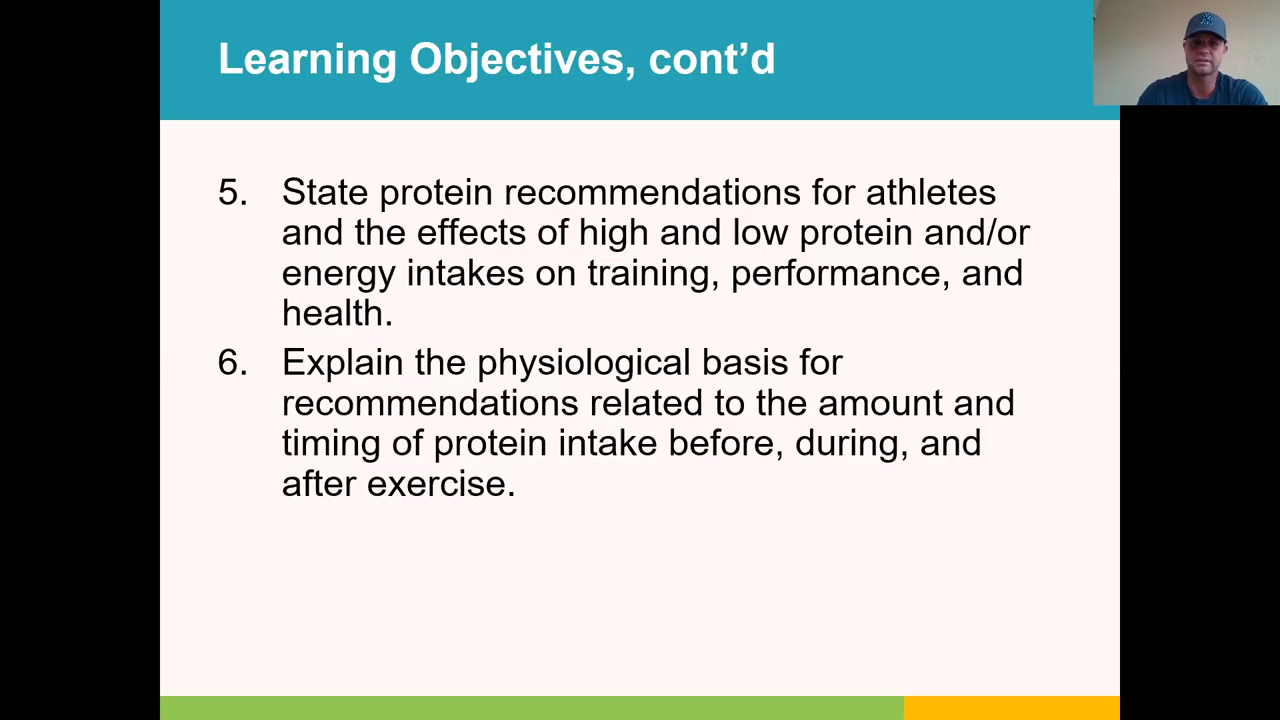 Learning Objectives, cont’d
5. State protein recommendations for athletes
and the effects of high and low protein and/or
energy intakes on training, performance, and
health.
6. Explain the physiological basis for
recommendations related to the amount and
timing of protein intake before, during, and
after exercise.